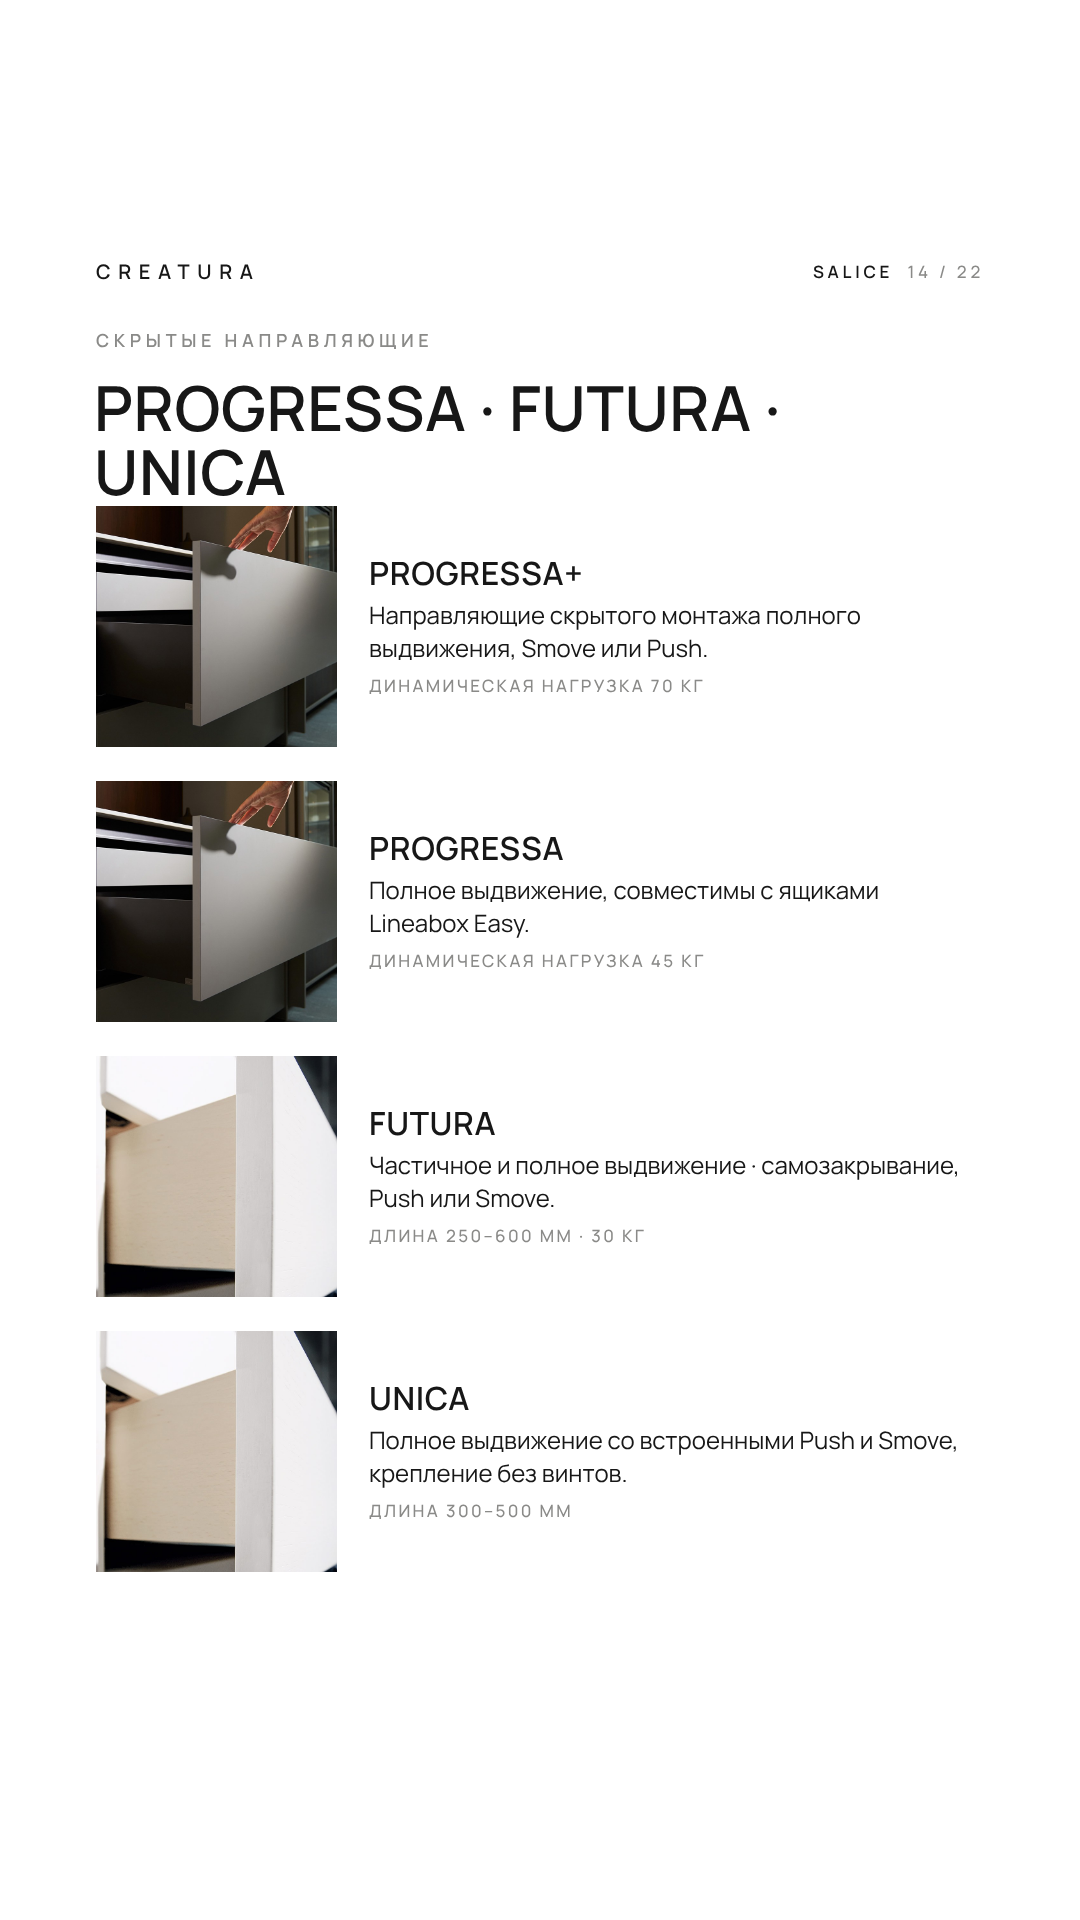 CREATURA
SALICE 14 / 22
СКРЫТЫЕ НАПРАВЛЯЮЩИЕ
PROGRESSA · FUTURA ·
UNICA
PROGRESSA+
Направляющие скрытого монтажа полного
выдвижения, Smove или Push.
ДИНАМИЧЕСКАЯ НАГРУЗКА 70 КГ
PROGRESSA
Полное выдвижение, совместимы с ящиками
Lineabox Easy.
ДИНАМИЧЕСКАЯ НАГРУЗКА 45 КГ
FUTURA
Частичное и полное выдвижение · самозакрывание,
Push или Smove.
ДЛИНА 250–600 ММ · 30 КГ
UNICA
Полное выдвижение со встроенными Push и Smove,
крепление без винтов.
ДЛИНА 300–500 ММ